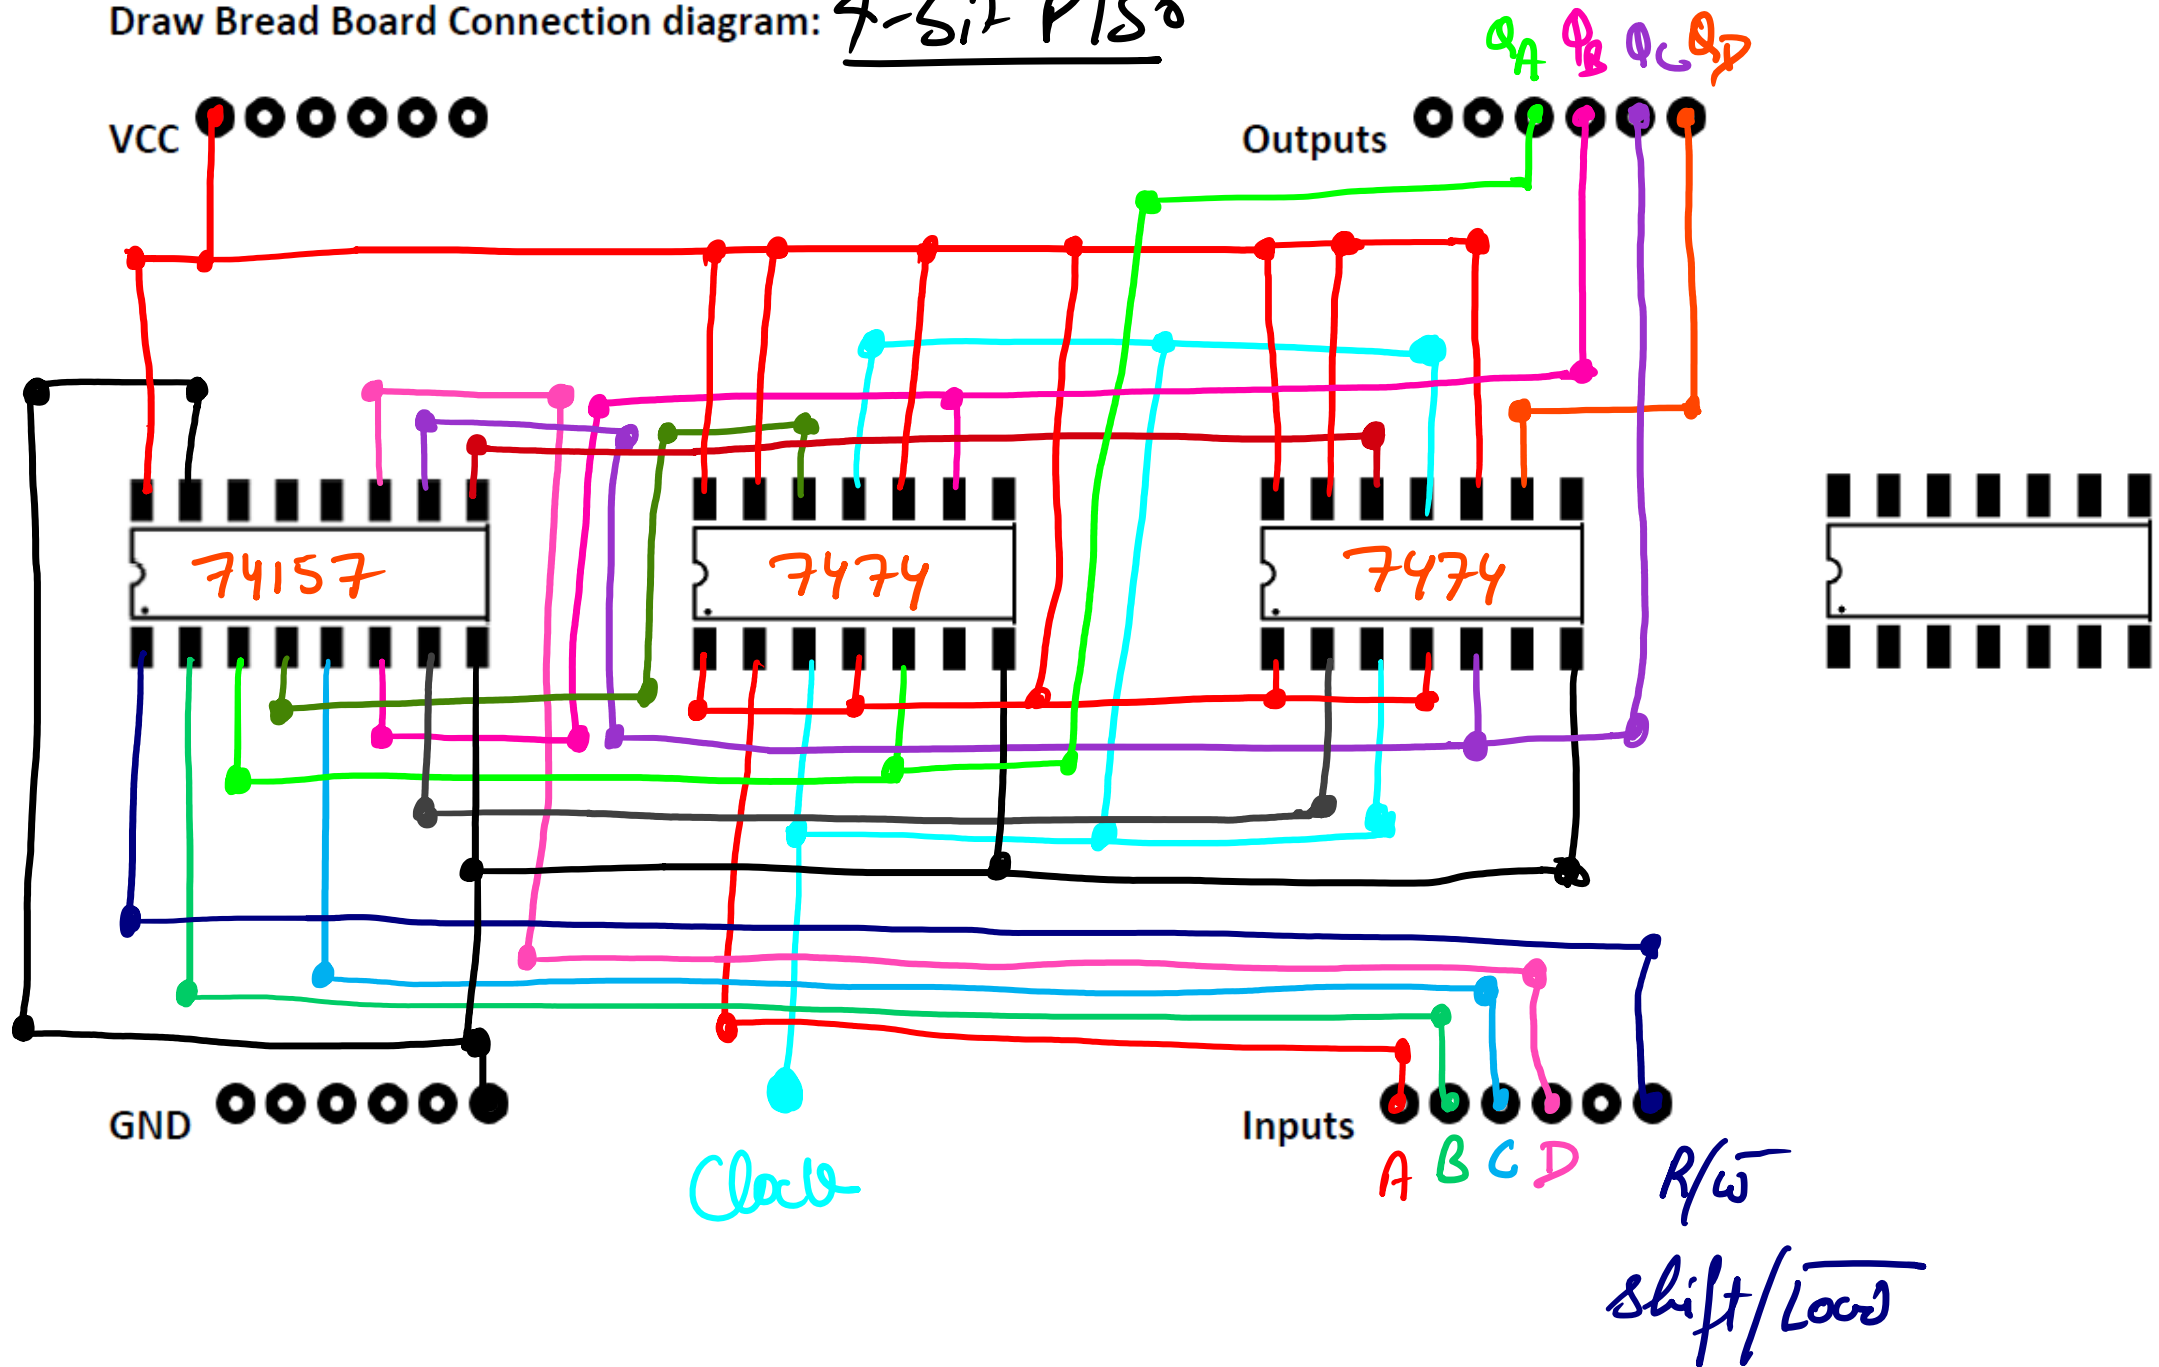 Draw Bread Board Connection diagram: 4-bit PISO
QA QB QC QD
VCC
Outputs
74157 7474 7474
GND
Inputs
Clock
A B C D R/w̅
Shift/Load